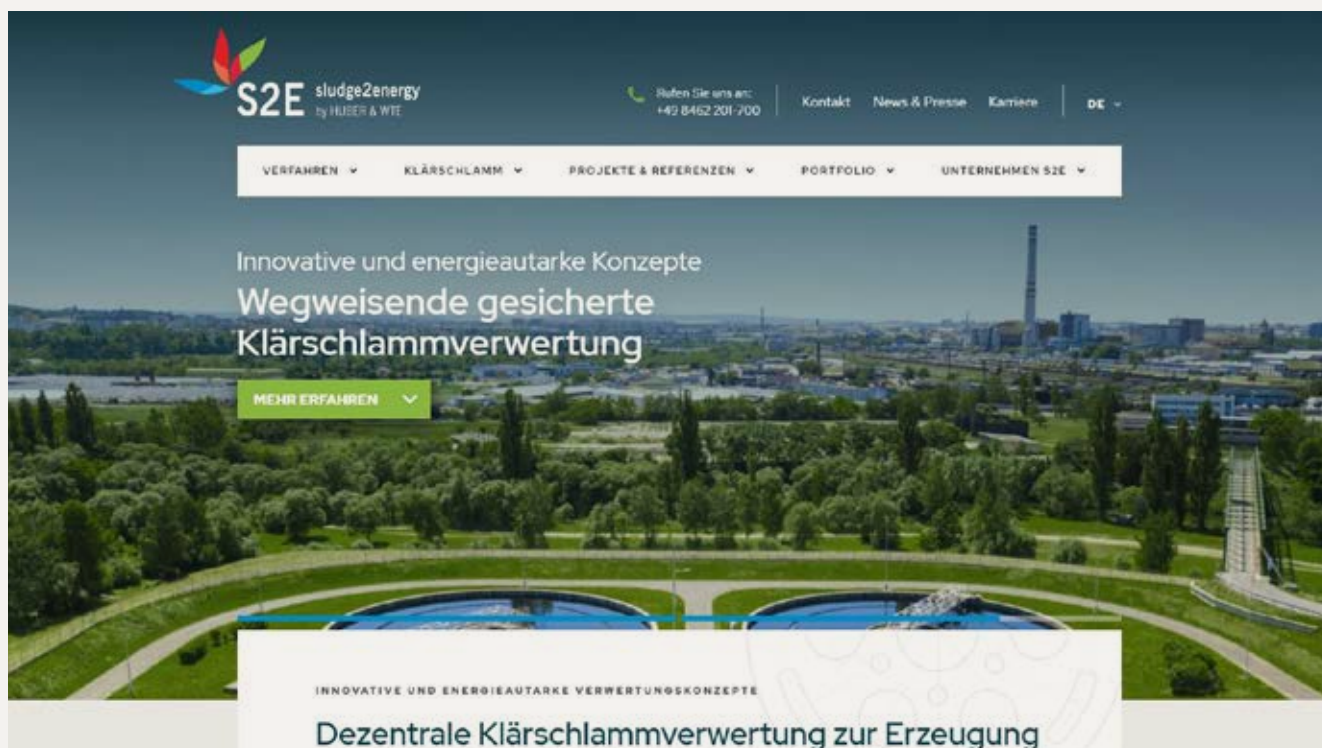 S2E sludge2energy
by HUBER & WTE
Rufen Sie uns an:
+49 8462 201-700
Kontakt News & Presse Karriere DE
VERFAHREN KLÄRSCHLAMM PROJEKTE & REFERENZEN PORTFOLIO UNTERNEHMEN S2E
Innovative und energieautarke Konzepte
Wegweisende gesicherte
Klärschlammverwertung
MEHR ERFAHREN
INNOVATIVE UND ENERGIEAUTARKE VERWERTUNGSKONZEPTE
Dezentrale Klärschlammverwertung zur Erzeugung